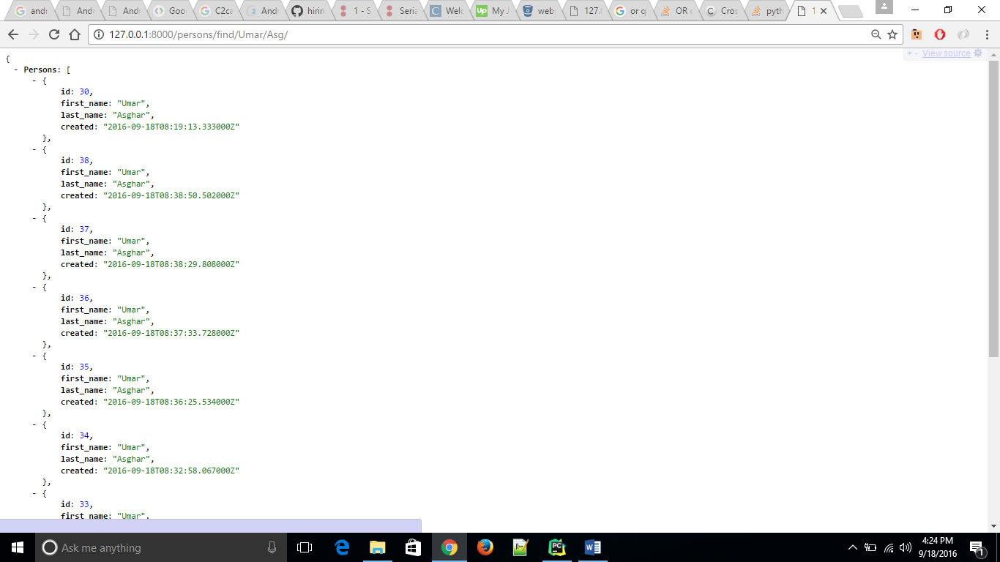 andr
Andr
Andr
Goo
C2ca
Andr
hirin
1 - S
Seria
Welc
My J
webs
127.
or q
OR
Cros
pyth
1
127.0.0.1:8000/persons/find/Umar/Asg/
+ - View source
{
- Persons: [
- {
id: 30,
first_name: "Umar",
last_name: "Asghar",
created: "2016-09-18T08:19:13.333000Z"
},
- {
id: 38,
first_name: "Umar",
last_name: "Asghar",
created: "2016-09-18T08:38:50.502000Z"
},
- {
id: 37,
first_name: "Umar",
last_name: "Asghar",
created: "2016-09-18T08:38:29.808000Z"
},
- {
id: 36,
first_name: "Umar",
last_name: "Asghar",
created: "2016-09-18T08:37:33.728000Z"
},
- {
id: 35,
first_name: "Umar",
last_name: "Asghar",
created: "2016-09-18T08:36:25.534000Z"
},
- {
id: 34,
first_name: "Umar",
last_name: "Asghar",
created: "2016-09-18T08:32:58.067000Z"
},
- {
id: 33,
first_name: "Umar",
Ask me anything
4:24 PM
9/18/2016
1